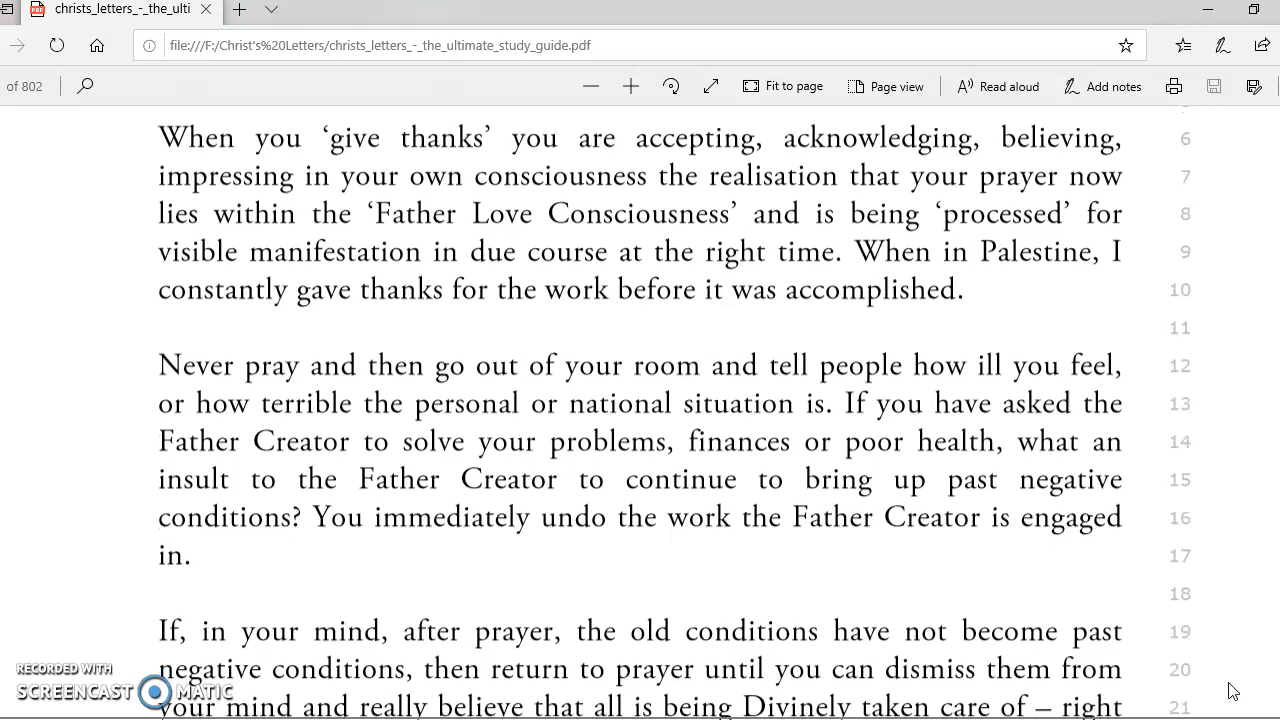 christs_letters_-_the_ulti
file:///F:/Christ's%20Letters/christs_letters_-_the_ultimate_study_guide.pdf
of 802
Fit to page
Page view
Read aloud
Add notes
When you ‘give thanks’ you are accepting, acknowledging, believing, 6
impressing in your own consciousness the realisation that your prayer now 7
lies within the ‘Father Love Consciousness’ and is being ‘processed’ for 8
visible manifestation in due course at the right time. When in Palestine, I 9
constantly gave thanks for the work before it was accomplished. 10
11
Never pray and then go out of your room and tell people how ill you feel, 12
or how terrible the personal or national situation is. If you have asked the 13
Father Creator to solve your problems, finances or poor health, what an 14
insult to the Father Creator to continue to bring up past negative 15
conditions? You immediately undo the work the Father Creator is engaged 16
in. 17
18
If, in your mind, after prayer, the old conditions have not become past 19
negative conditions, then return to prayer until you can dismiss them from 20
your mind and really believe that all is being Divinely taken care of – right 21
RECORDED WITH
SCREENCAST MATIC